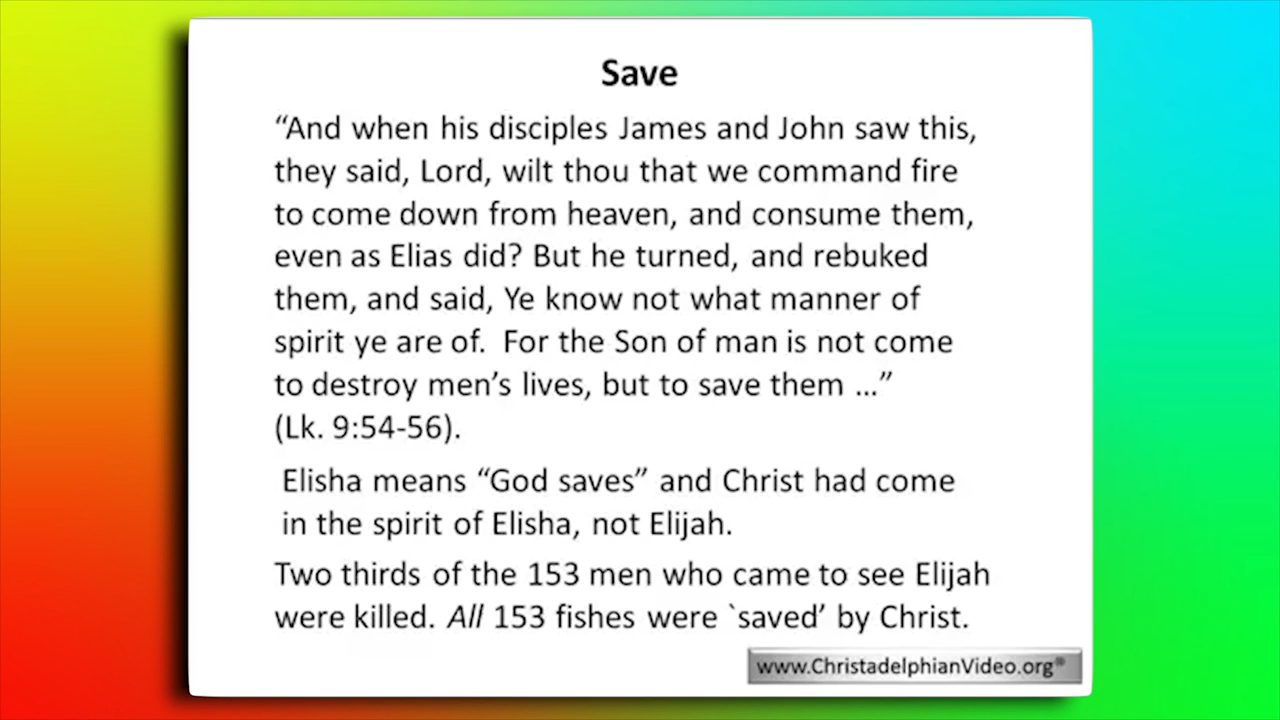 Save
“And when his disciples James and John saw this,
they said, Lord, wilt thou that we command fire
to come down from heaven, and consume them,
even as Elias did? But he turned, and rebuked
them, and said, Ye know not what manner of
spirit ye are of.  For the Son of man is not come
to destroy men’s lives, but to save them …”
(Lk. 9:54-56).
Elisha means “God saves” and Christ had come
in the spirit of Elisha, not Elijah.
Two thirds of the 153 men who came to see Elijah
were killed. All 153 fishes were `saved’ by Christ.
www.ChristadelphianVideo.org®